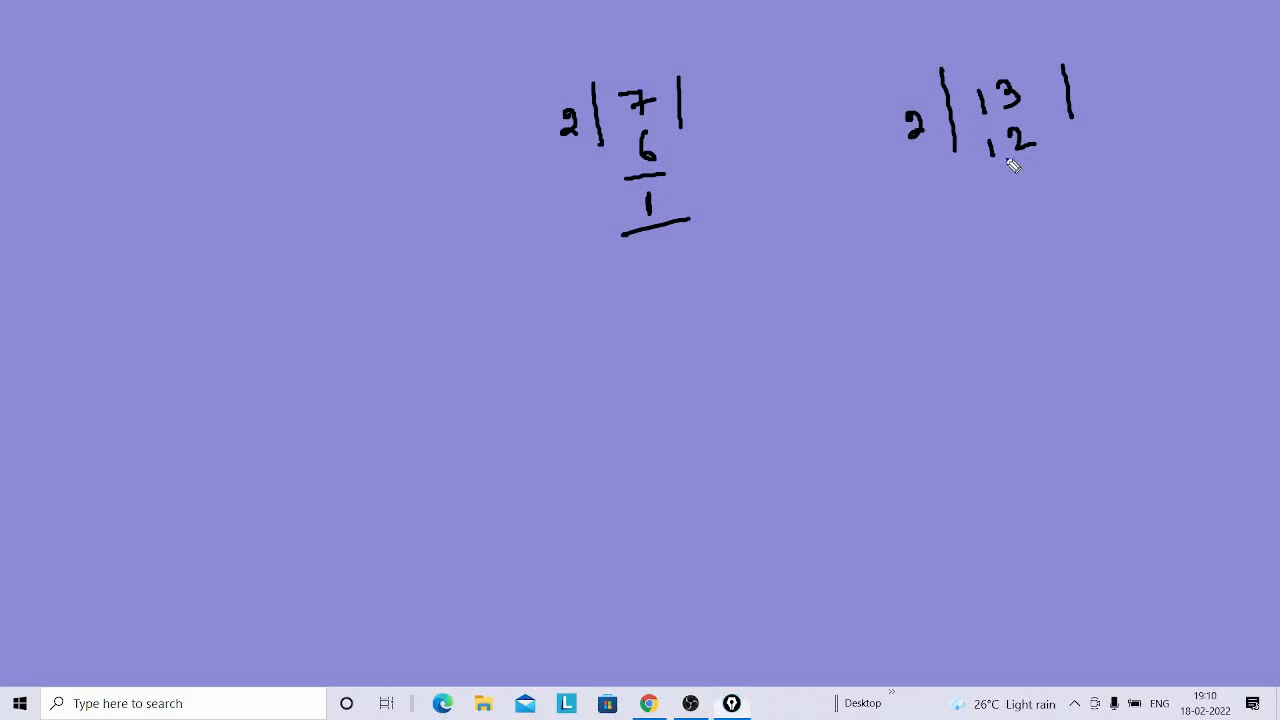 2 | 7 |
6
1
2 | 13 |
12
Type here to search
L
Desktop
»
26°C Light rain
ENG
19:10
18-02-2022